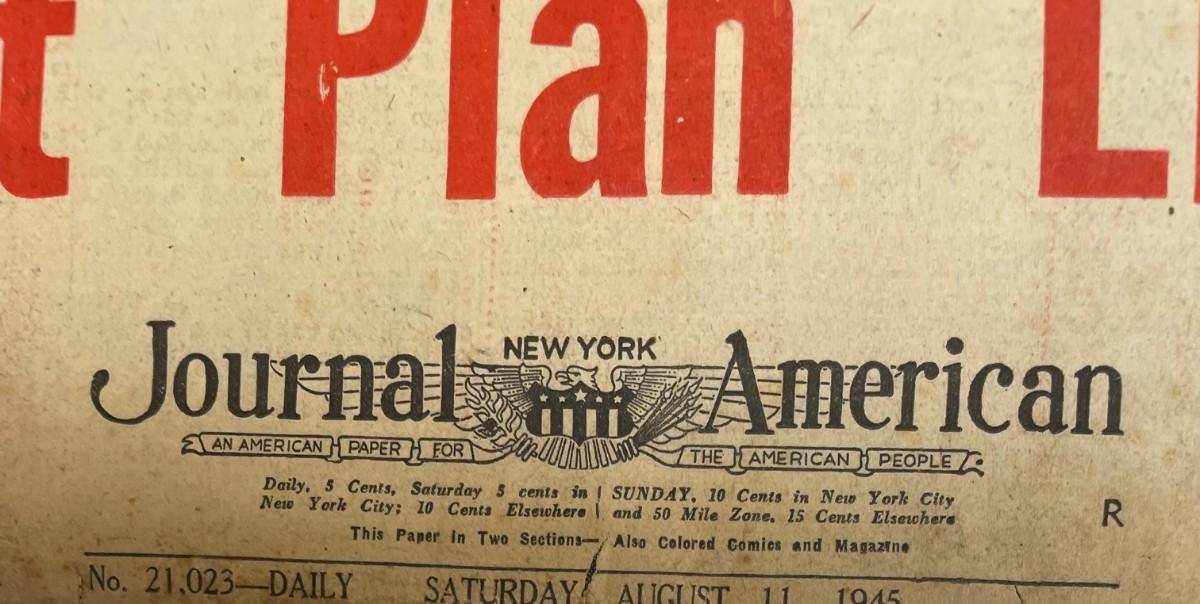 t Plan L
Journal NEW YORK American
AN AMERICAN PAPER FOR THE AMERICAN PEOPLE
Daily, 5 Cents, Saturday 5 cents in | SUNDAY, 10 Cents in New York City
New York City; 10 Cents Elsewhere | and 50 Mile Zone, 15 Cents Elsewhere
R
This Paper in Two Sections— Also Colored Comics and Magazine
No. 21,023—DAILY SATURDAY, AUGUST 11, 1945